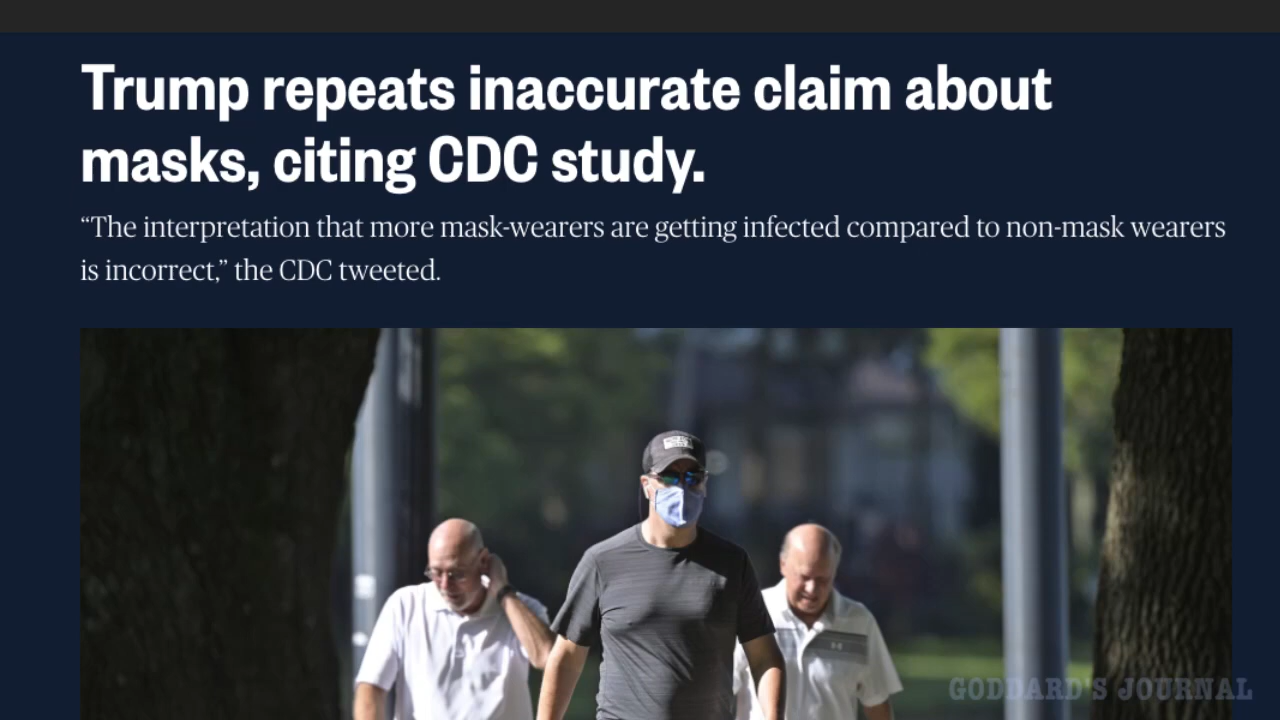 Trump repeats inaccurate claim about
masks, citing CDC study.
“The interpretation that more mask-wearers are getting infected compared to non-mask wearers
is incorrect,” the CDC tweeted.
GODDARD'S JOURNAL